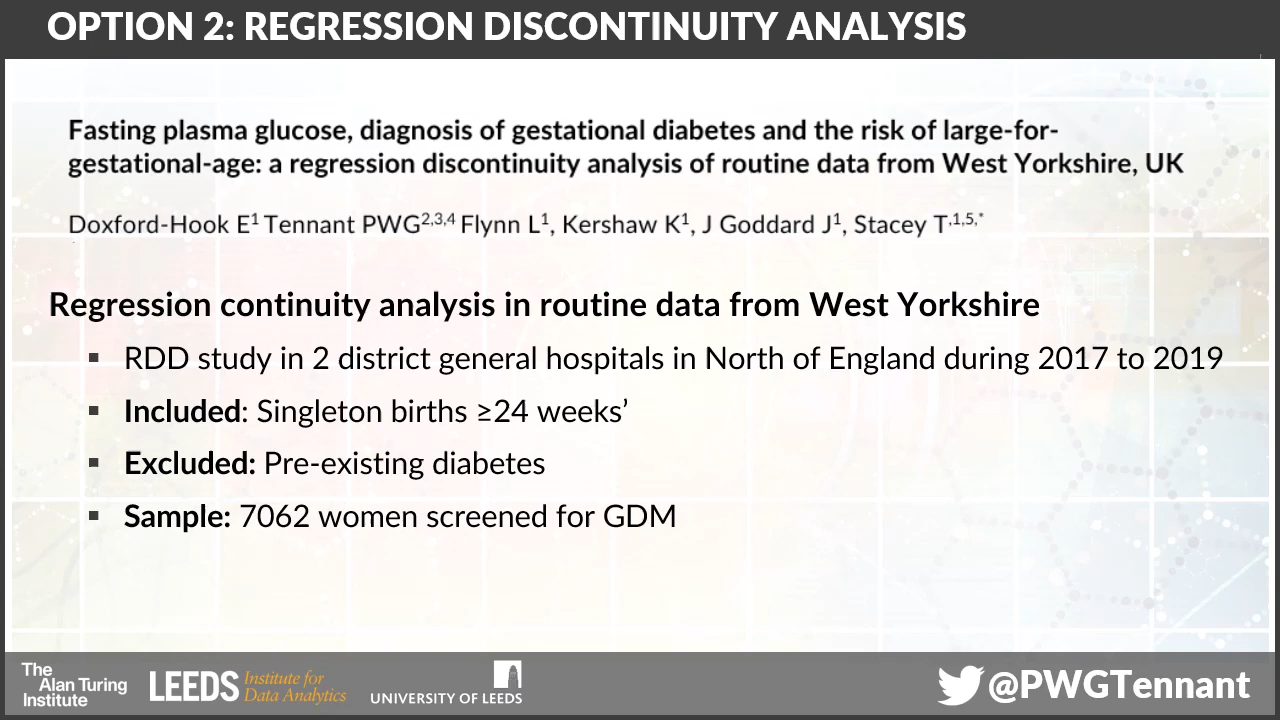 OPTION 2: REGRESSION DISCONTINUITY ANALYSIS
Fasting plasma glucose, diagnosis of gestational diabetes and the risk of large-for-
gestational-age: a regression discontinuity analysis of routine data from West Yorkshire, UK
Doxford-Hook E1 Tennant PWG2,3,4 Flynn L1, Kershaw K1, J Goddard J1, Stacey T.1,5,*
Regression continuity analysis in routine data from West Yorkshire
▪ RDD study in 2 district general hospitals in North of England during 2017 to 2019
▪ Included: Singleton births ≥24 weeks’
▪ Excluded: Pre-existing diabetes
▪ Sample: 7062 women screened for GDM
The
Alan Turing
Institute
LEEDS Institute for
Data Analytics
UNIVERSITY OF LEEDS
@PWGTennant